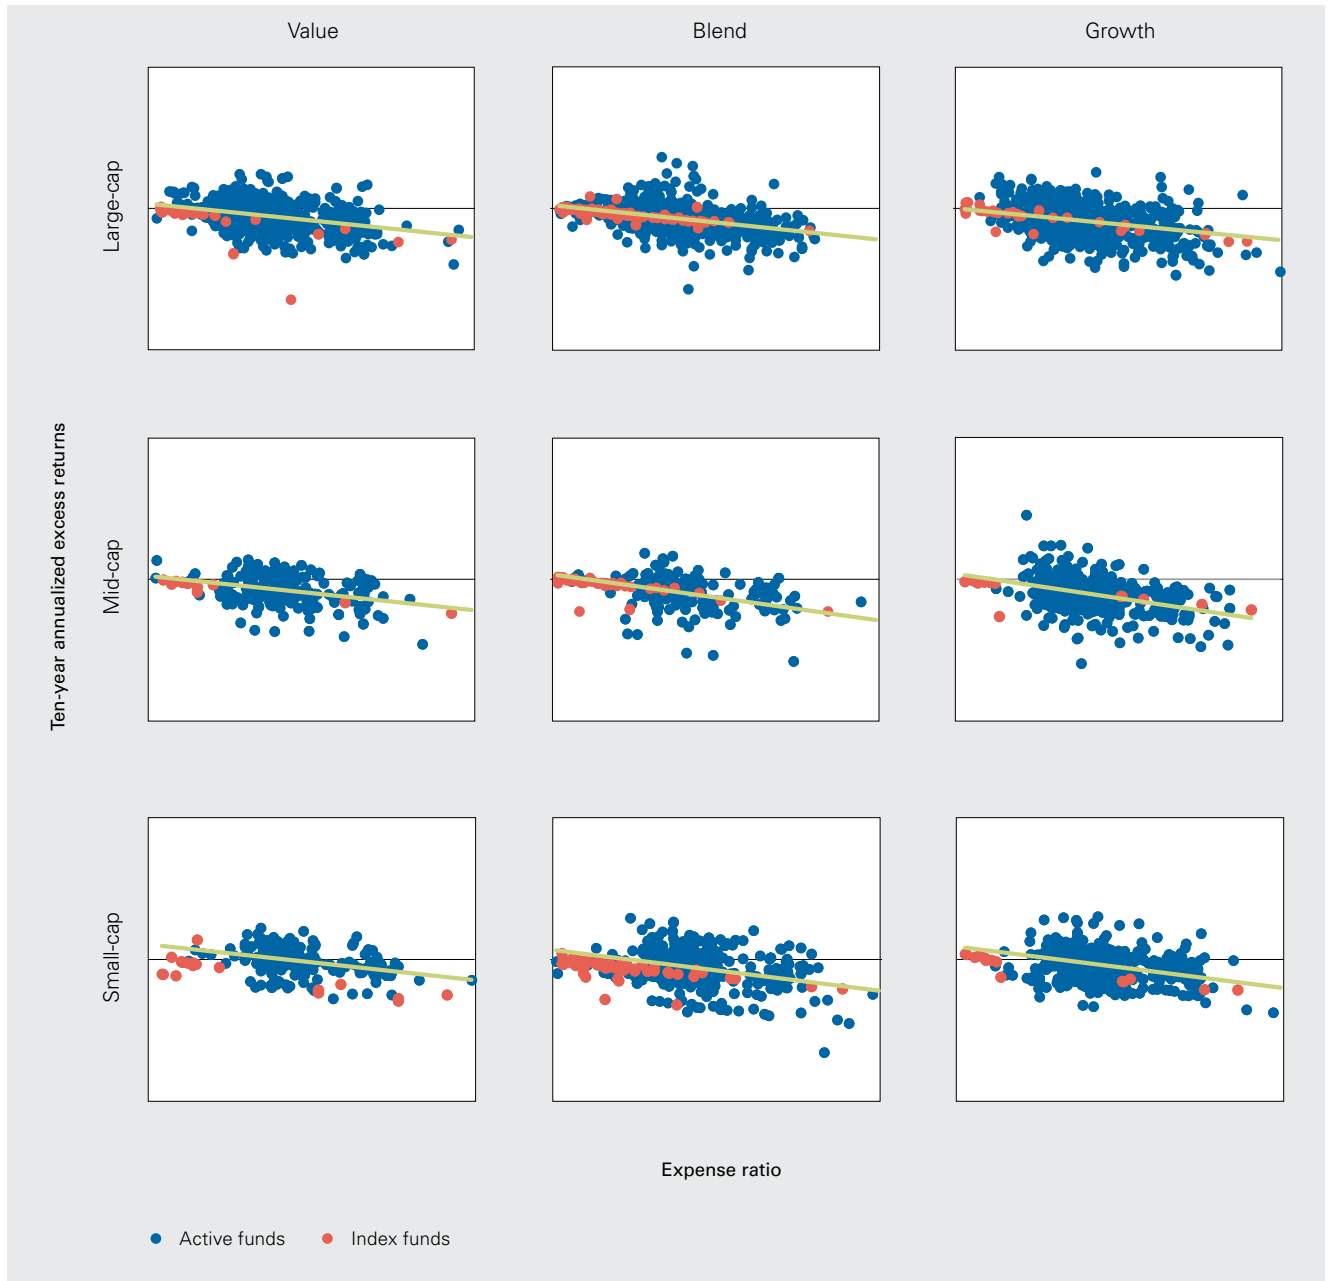 Value
Blend
Growth
Large-cap
Mid-cap
Small-cap
Ten-year annualized excess returns
Expense ratio
Active funds
Index funds